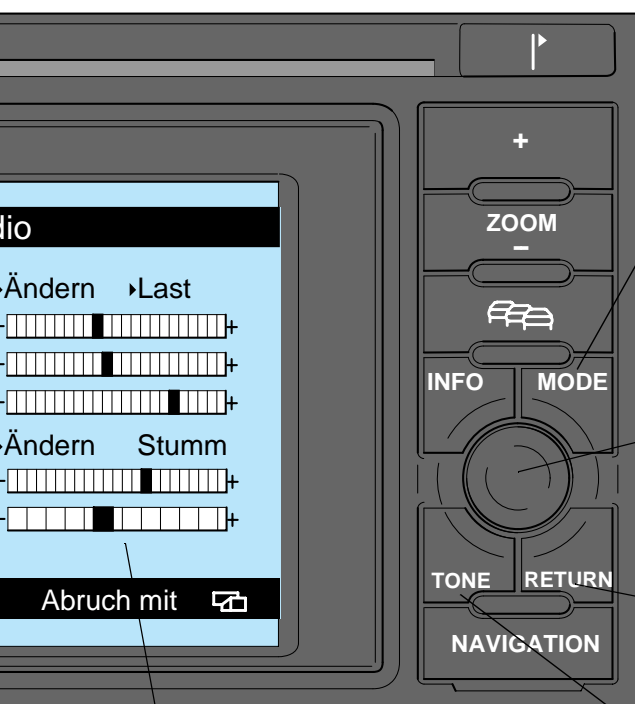 dio
Ändern Last
- +
- +
- +
Ändern Stumm
- +
- +
Abruch mit
+
ZOOM
–
INFO MODE
TONE RETURN
NAVIGATION